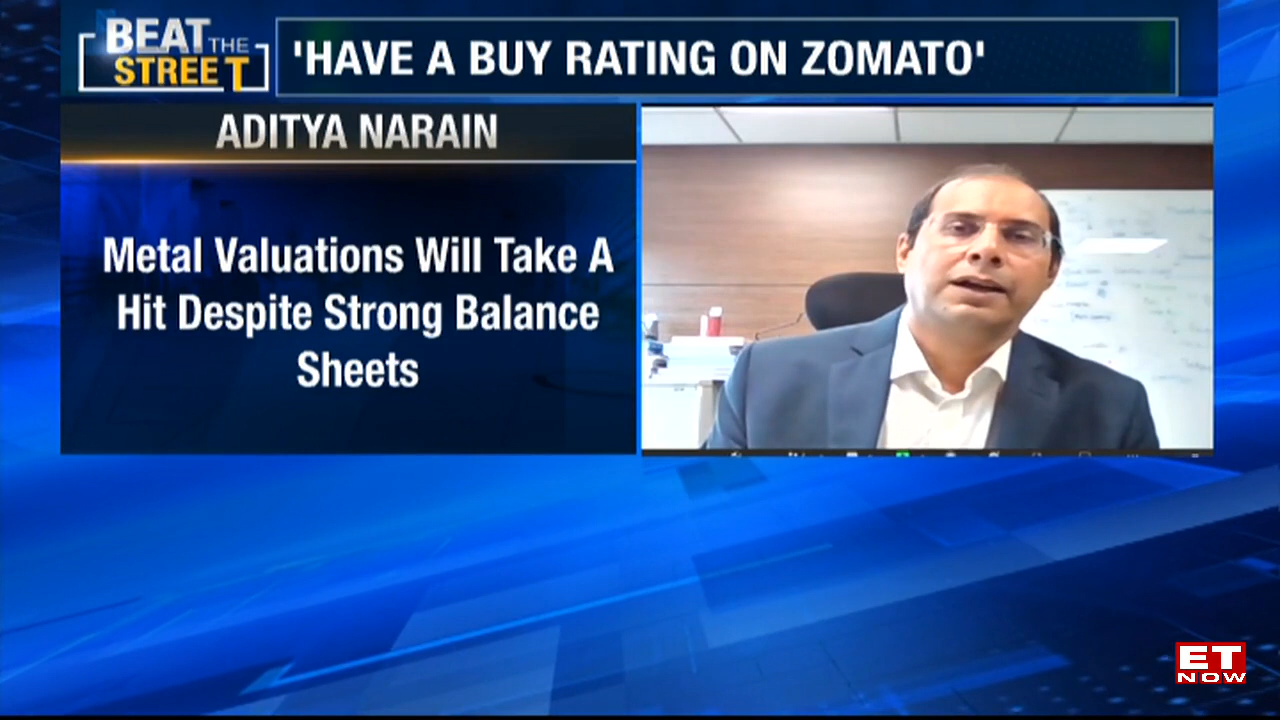 BEAT THE
STREET
'HAVE A BUY RATING ON ZOMATO'
ADITYA NARAIN
Metal Valuations Will Take A
Hit Despite Strong Balance
Sheets
ET
NOW